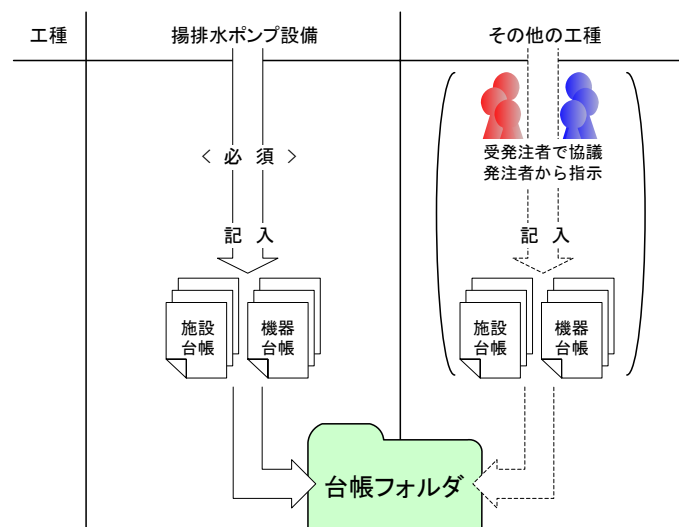 工種
揚排水ポンプ設備
その他の工種
＜必須＞
記入
施設
台帳
機器
台帳
受発注者で協議
発注者から指示
記入
施設
台帳
機器
台帳
台帳フォルダ